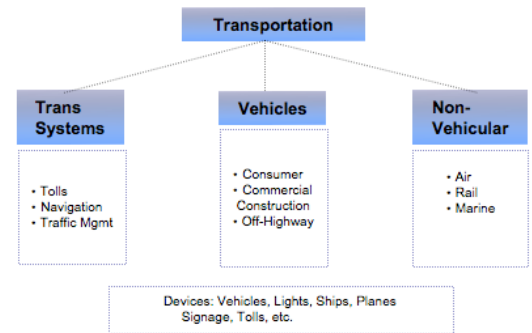 Transportation
Trans
Systems
• Tolls
• Navigation
• Traffic Mgmt
Vehicles
• Consumer
• Commercial
Construction
• Off-Highway
Non-
Vehicular
• Air
• Rail
• Marine
Devices: Vehicles, Lights, Ships, Planes
Signage, Tolls, etc.